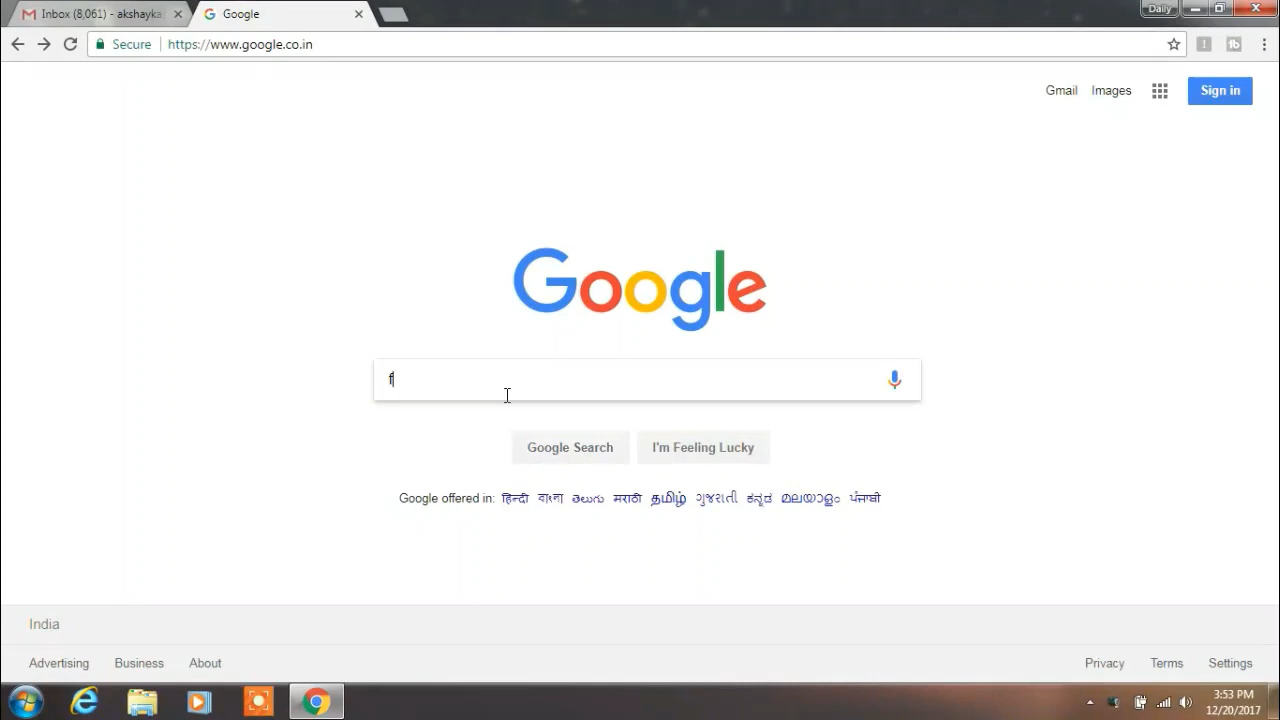 Inbox (8,061) - akshayka
Google
Daily
Secure
https://www.google.co.in
Gmail Images Sign in
Google
f
Google Search I'm Feeling Lucky
Google offered in: हिन्दी বাংলা తెలుగు मराठी தமிழ் ગુજરાતી ಕನ್ನಡ മലയാളം ਪੰਜਾਬੀ
India
Advertising Business About Privacy Terms Settings
3:53 PM
12/20/2017